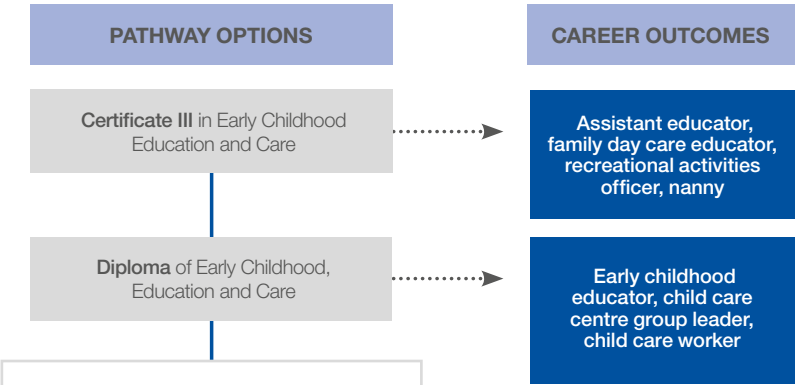 PATHWAY OPTIONS
CAREER OUTCOMES
Certificate III in Early Childhood
Education and Care
Assistant educator,
family day care educator,
recreational activities
officer, nanny
Diploma of Early Childhood,
Education and Care
Early childhood
educator, child care
centre group leader,
child care worker